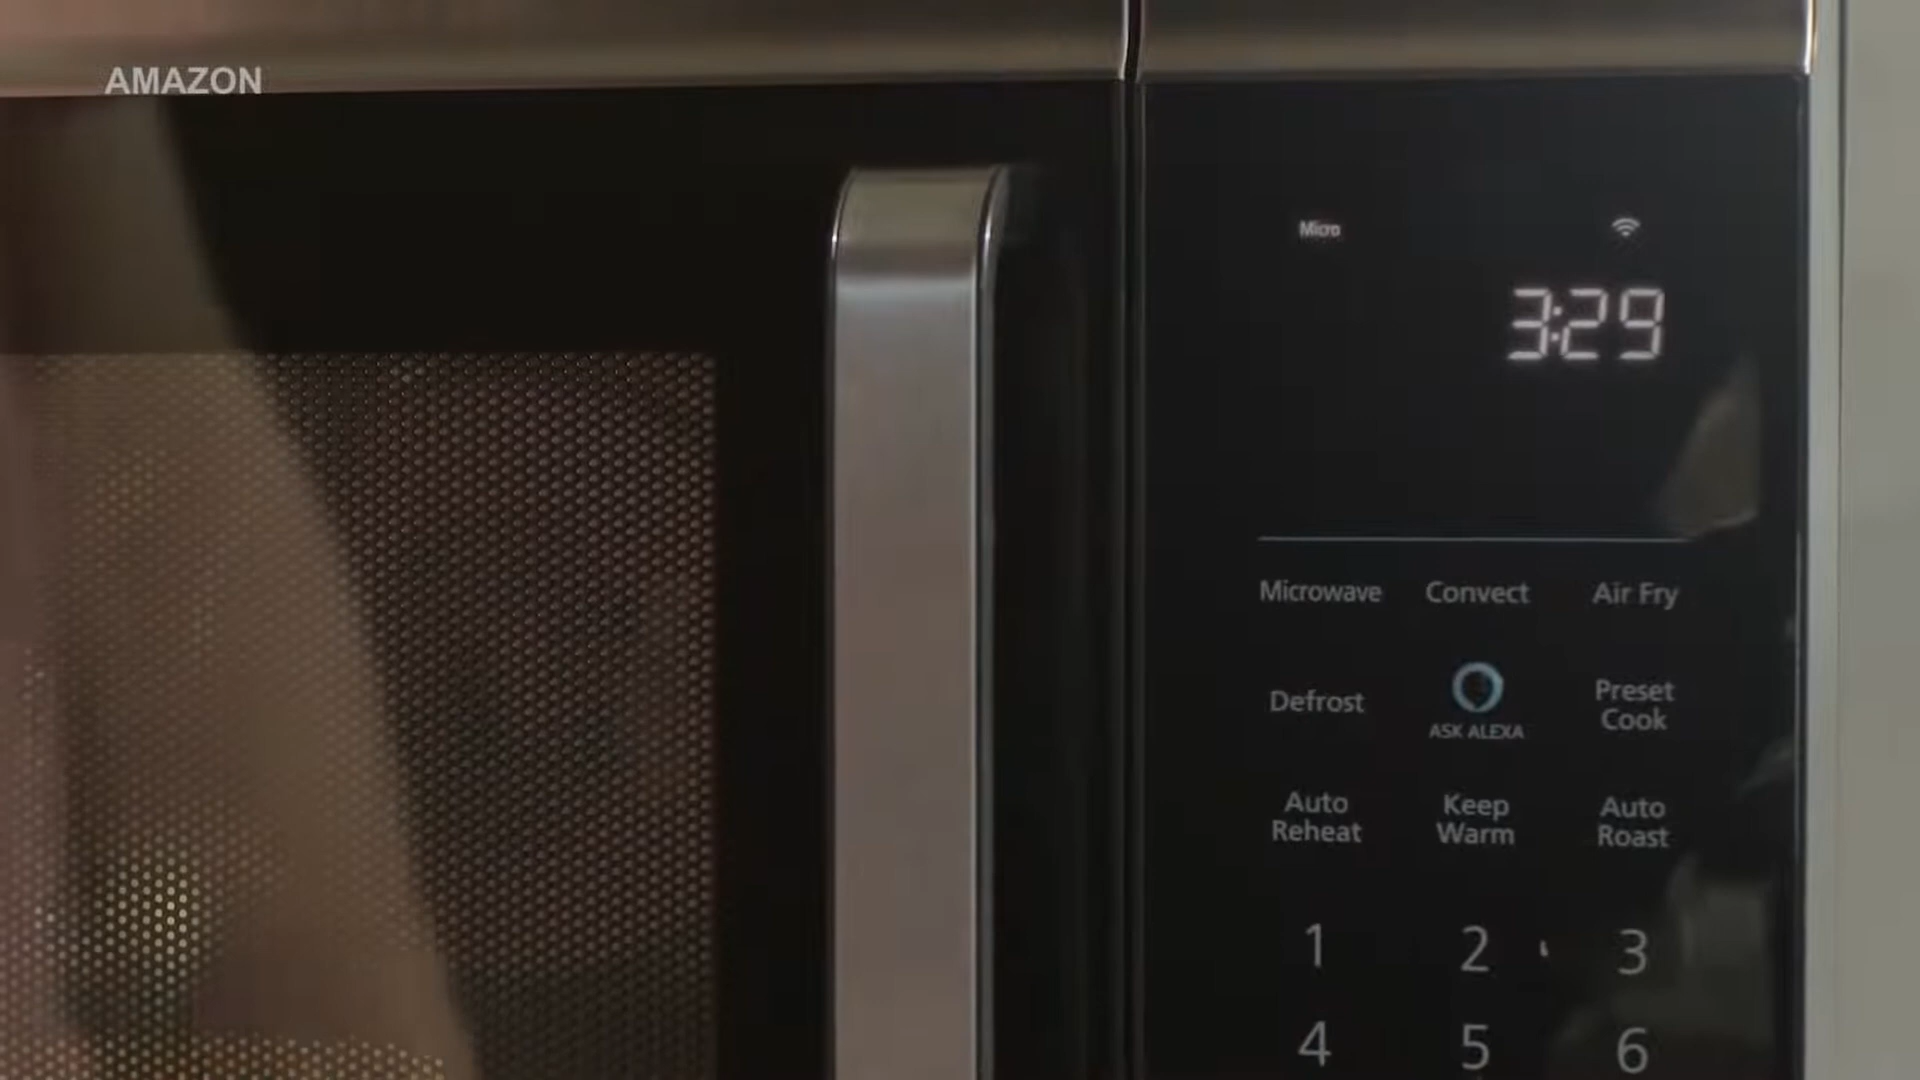 AMAZON
Micro
3:29
Microwave Convect Air Fry
Defrost
ASK ALEXA
Preset
Cook
Auto
Reheat
Keep
Warm
Auto
Roast
1 2 3
4 5 6